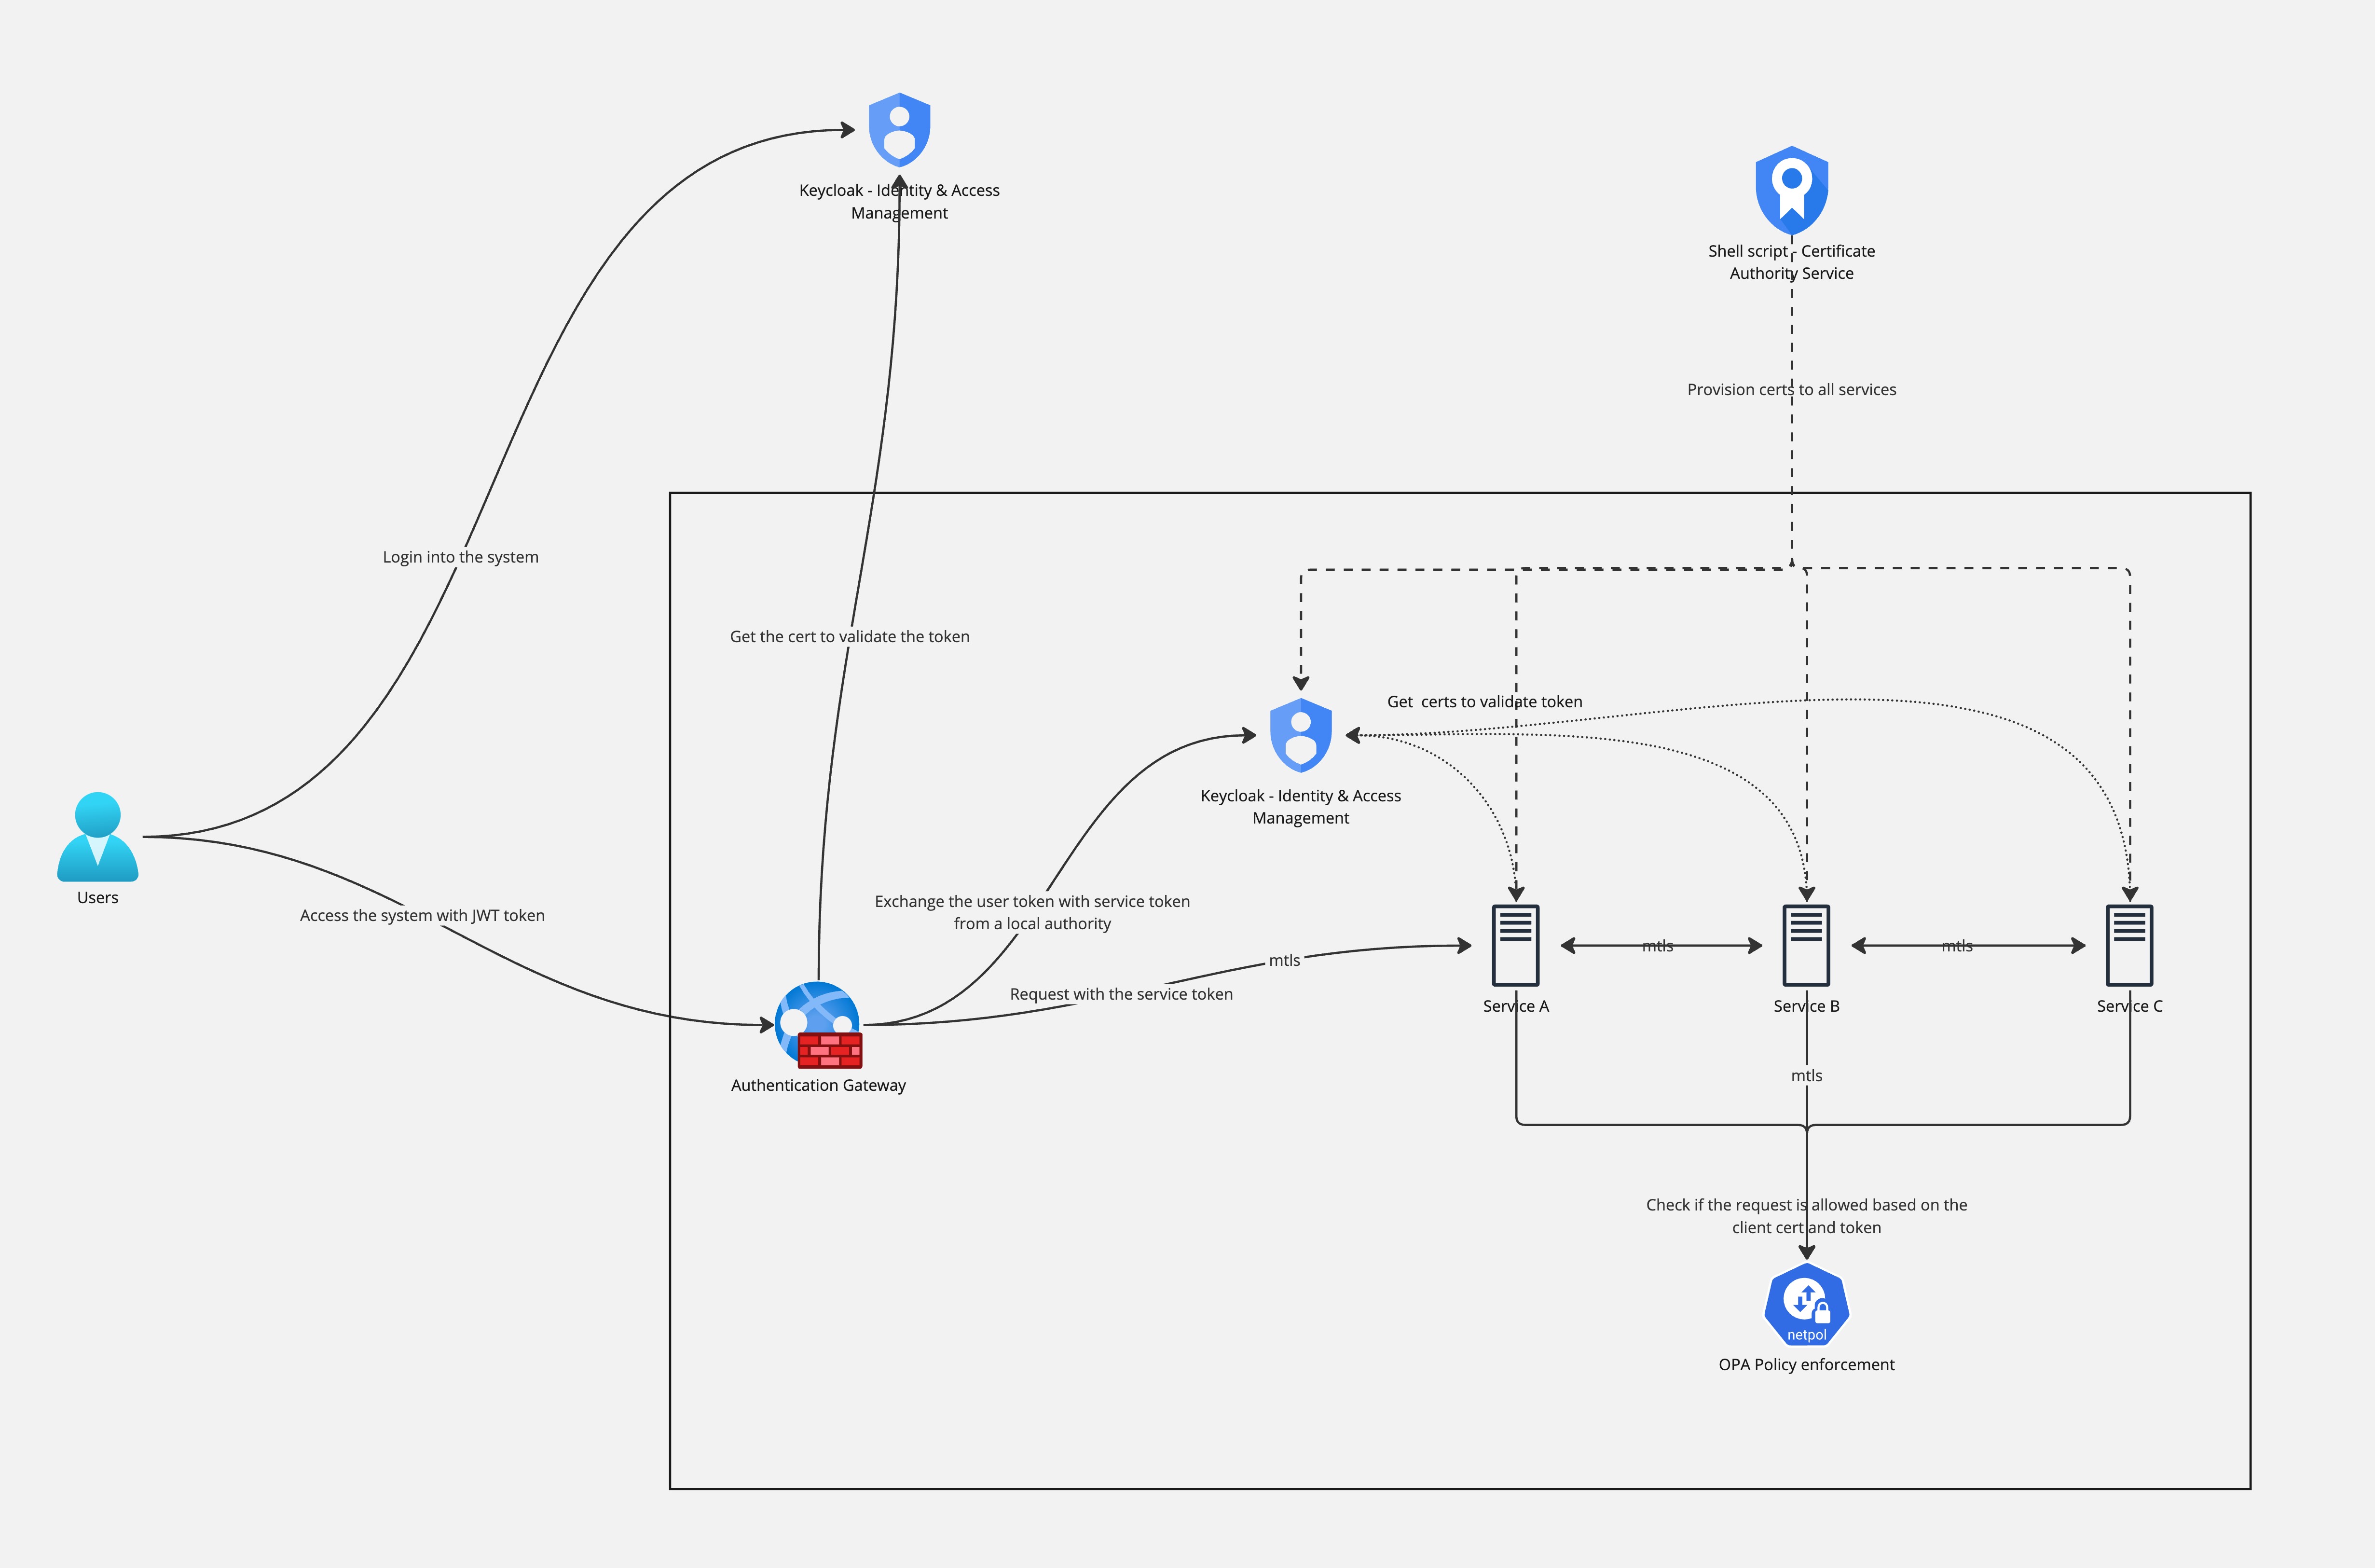 Keycloak - Identity & Access
Management
Shell script - Certificate
Authority Service
Provision certs to all services
Login into the system
Get the cert to validate the token
Get  certs to validate token
Keycloak - Identity & Access
Management
Users
Access the system with JWT token
Exchange the user token with service token
from a local authority
mtls
Request with the service token
mtls
mtls
Service A
Service B
Service C
Authentication Gateway
mtls
Check if the request is allowed based on the
client cert and token
netpol
OPA Policy enforcement